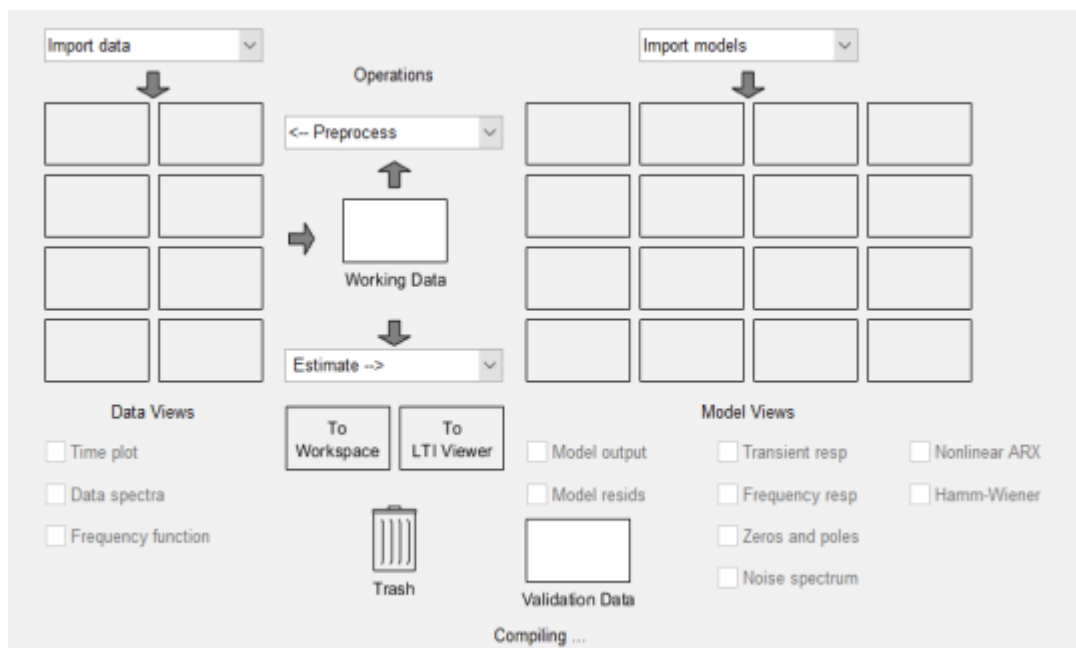 Import data
Import models
Operations
<-- Preprocess
Working Data
Estimate -->
Data Views
Time plot
Data spectra
Frequency function
To
Workspace
To
LTI Viewer
Trash
Model Views
Model output
Model resids
Transient resp
Frequency resp
Zeros and poles
Noise spectrum
Nonlinear ARX
Hamm-Wiener
Validation Data
Compiling ...